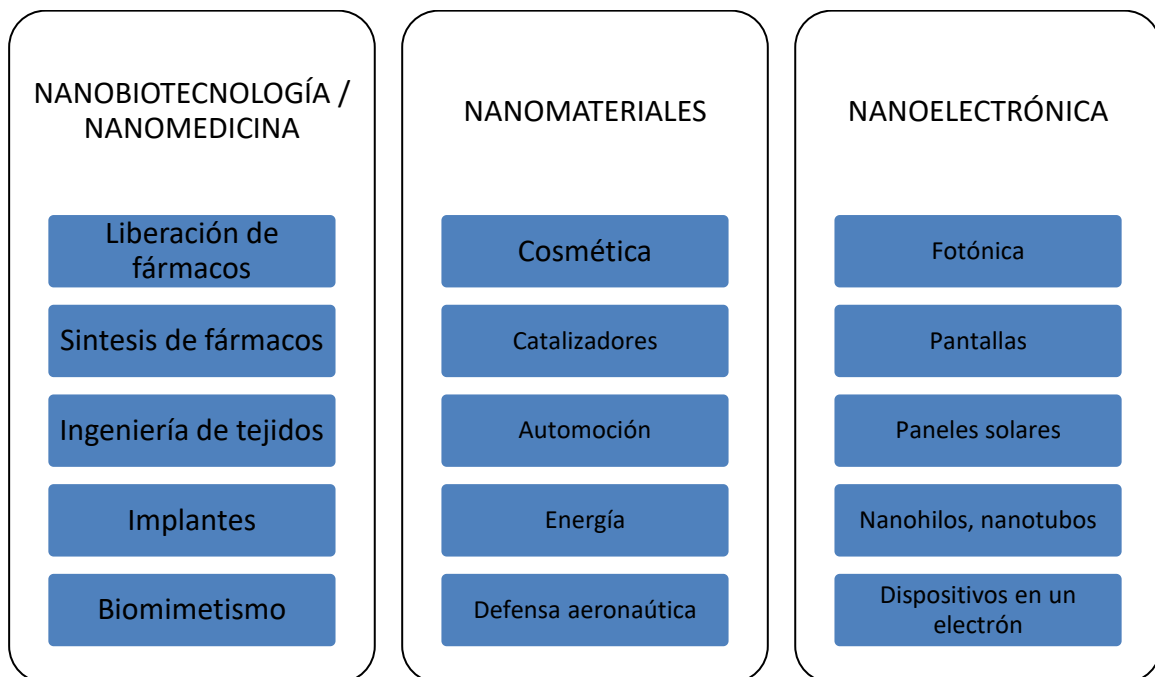 NANOBIOTECNOLOGÍA /
NANOMEDICINA
Liberación de
fármacos
Sintesis de fármacos
Ingeniería de tejidos
Implantes
Biomimetismo
NANOMATERIALES
Cosmética
Catalizadores
Automoción
Energía
Defensa aeronaútica
NANOELECTRÓNICA
Fotónica
Pantallas
Paneles solares
Nanohilos, nanotubos
Dispositivos en un
electrón